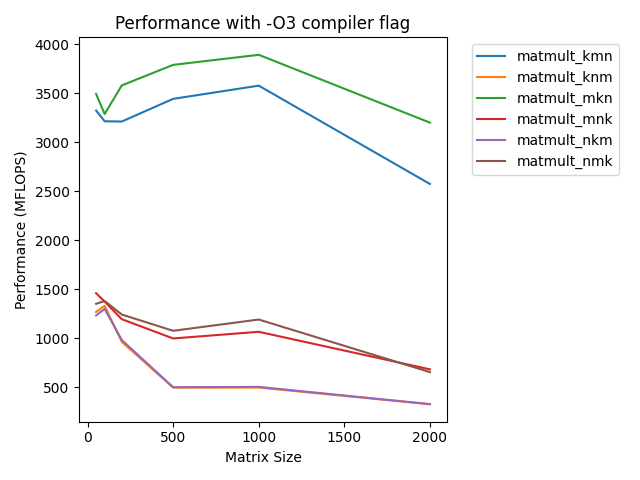 Performance with -O3 compiler flag
Performance (MFLOPS)
4000
3500
3000
2500
2000
1500
1000
500
0
500
1000
1500
2000
Matrix Size
matmult_kmn
matmult_knm
matmult_mkn
matmult_mnk
matmult_nkm
matmult_nmk